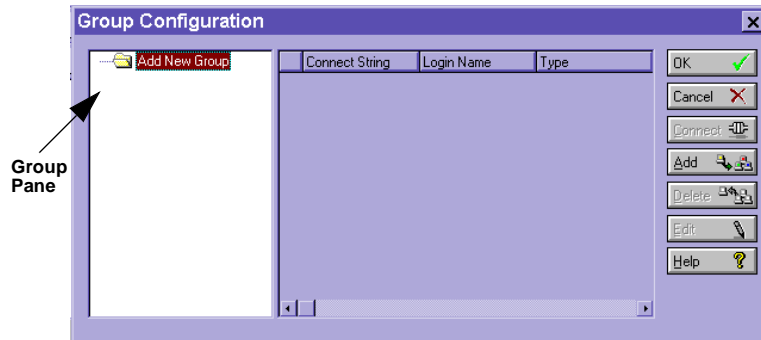 Group Configuration
Add New Group
Connect String Login Name Type
OK
Cancel
Connect
Add
Delete
Edit
Help
Group
Pane